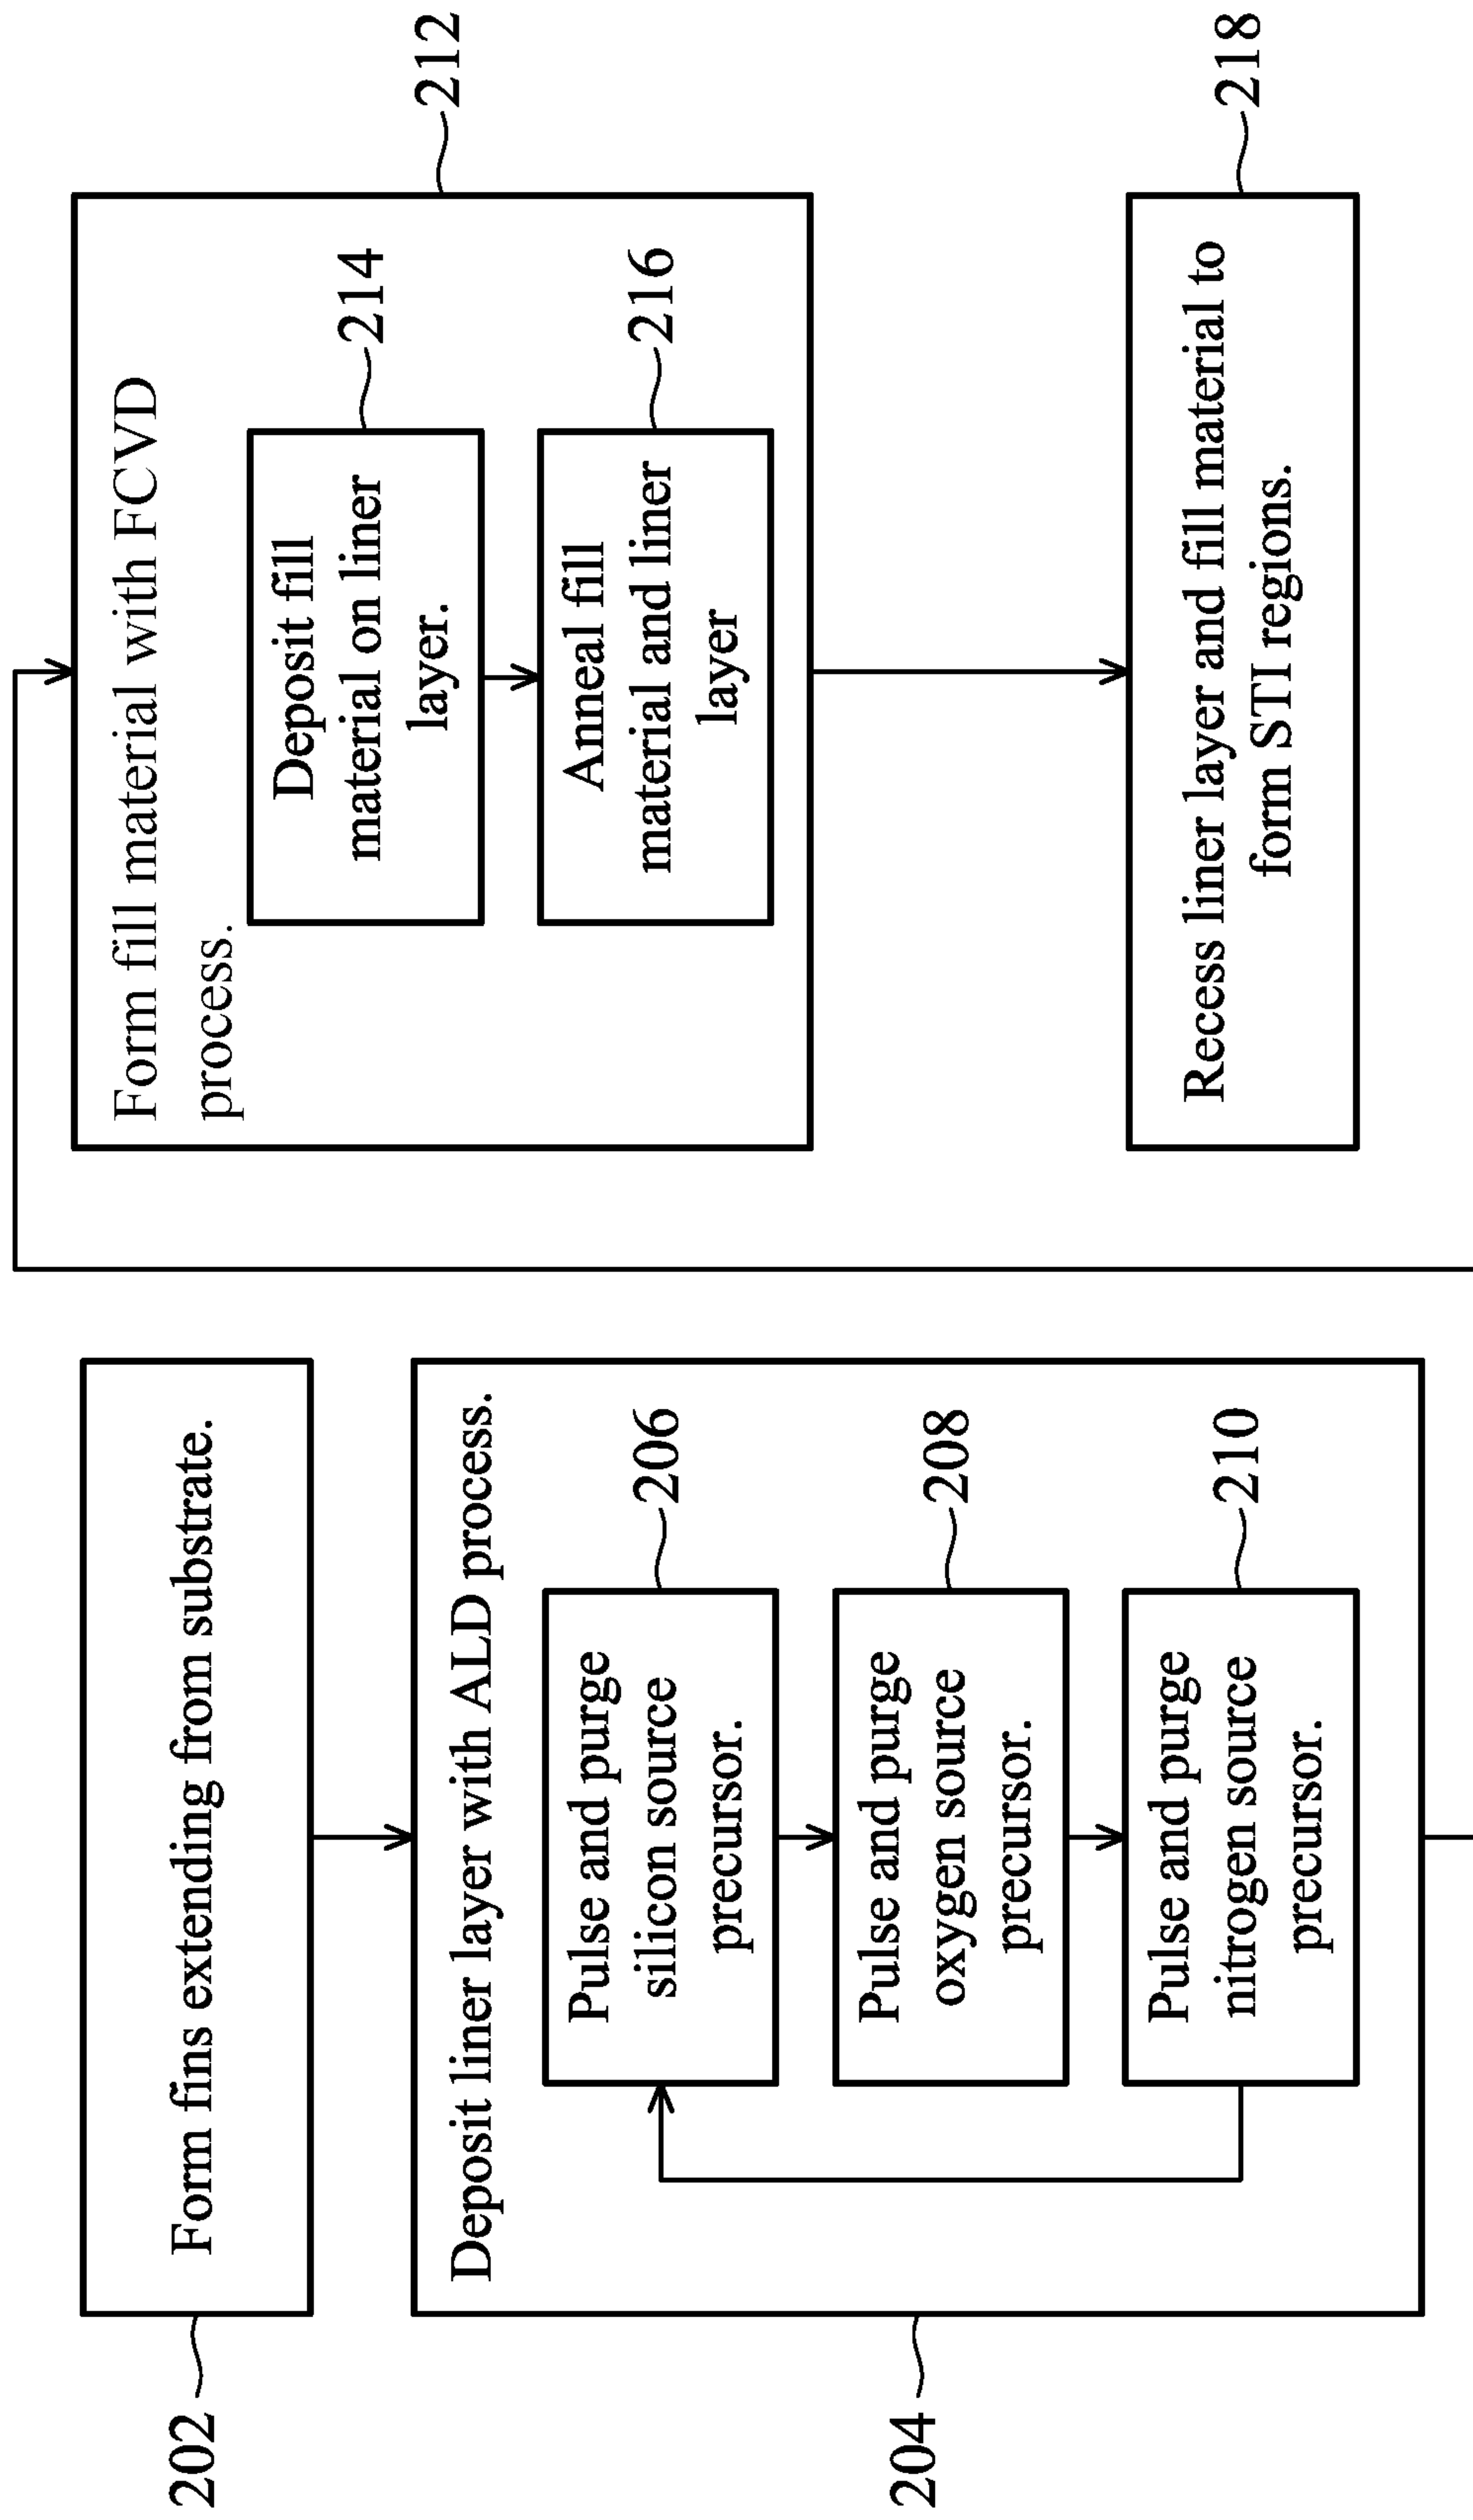 202
Form fins extending from substrate.
204
Deposit liner layer with ALD process.
Pulse and purge
silicon source
precursor.
206
Pulse and purge
oxygen source
precursor.
208
Pulse and purge
nitrogen source
precursor.
210
Form fill material with FCVD
process.
212
Deposit fill
material on liner
layer.
214
Anneal fill
material and liner
layer
216
Recess liner layer and fill material to
form STI regions.
218